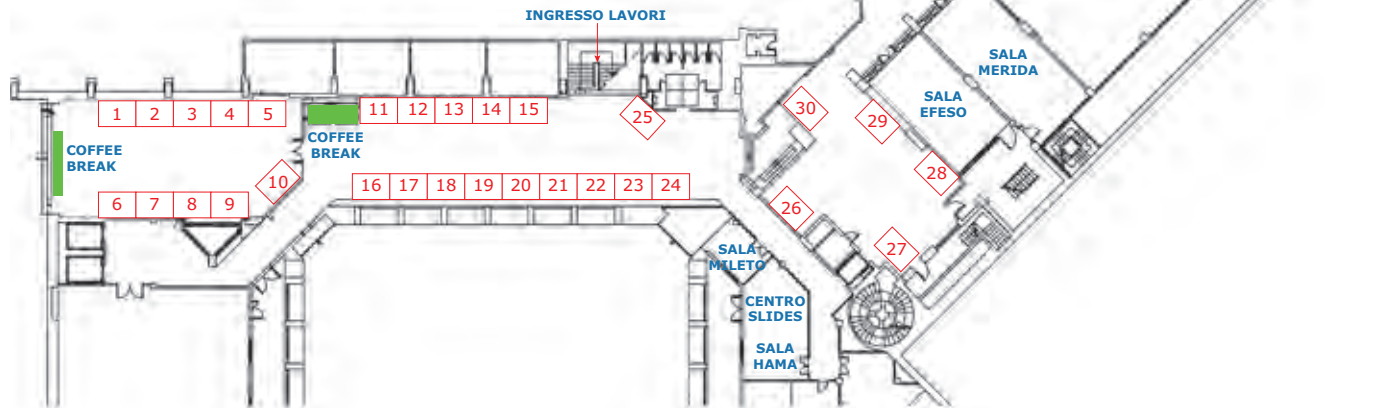 INGRESSO LAVORI
SALA
MERIDA
SALA
EFESO
1 2 3 4 5
COFFEE
BREAK
11 12 13 14 15
COFFEE
BREAK
25
30
29
28
10
6 7 8 9
16 17 18 19 20 21 22 23 24
26
27
SALA
MILETO
CENTRO
SLIDES
SALA
HAMA